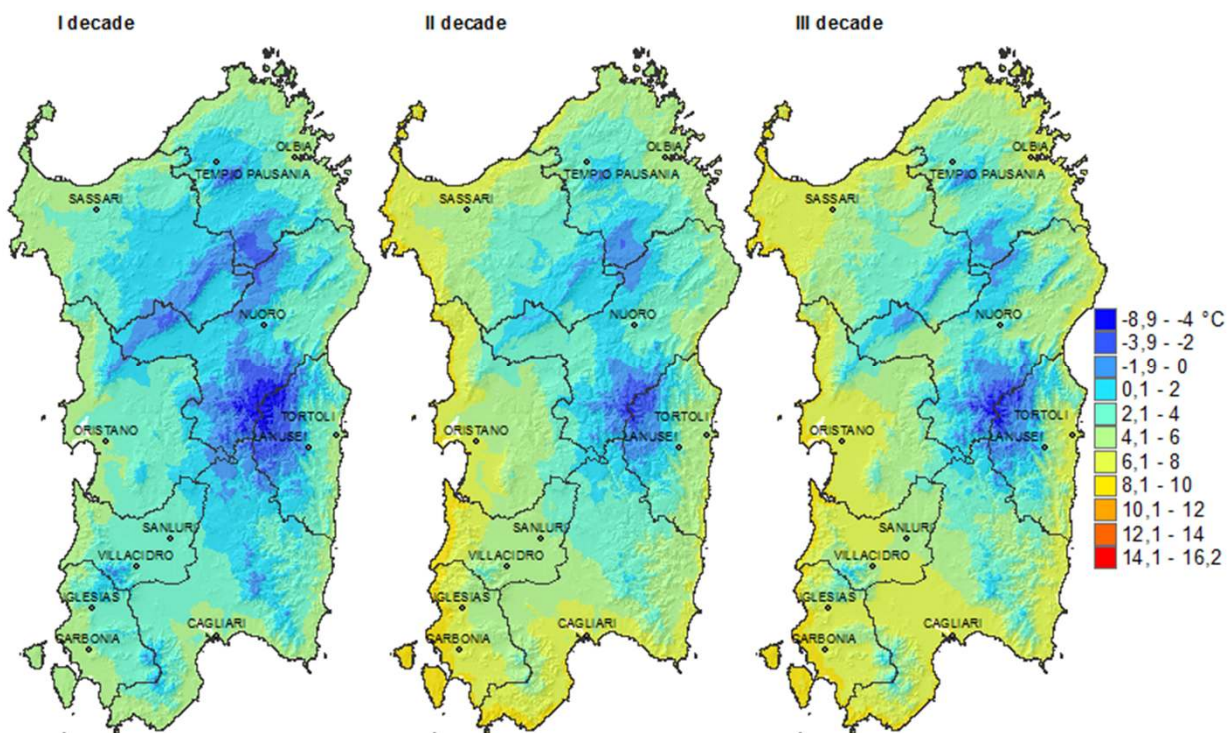 I decade
II decade
III decade
OLBIA
TEMPIO PAUSANIA
SASSARI
NUORO
TORTOLI
ORISTANO
LANUSEI
SANLURI
VILLACIDRO
IGLESIAS
CAGLIARI
CARBONIA
OLBIA
TEMPIO PAUSANIA
SASSARI
NUORO
TORTOLI
ORISTANO
LANUSEI
SANLURI
VILLACIDRO
IGLESIAS
CAGLIARI
CARBONIA
OLBIA
TEMPIO PAUSANIA
SASSARI
NUORO
TORTOLI
ORISTANO
LANUSEI
SANLURI
VILLACIDRO
IGLESIAS
CAGLIARI
CARBONIA
-8,9 - -4 °C
-3,9 - -2
-1,9 - 0
0,1 - 2
2,1 - 4
4,1 - 6
6,1 - 8
8,1 - 10
10,1 - 12
12,1 - 14
14,1 - 16,2